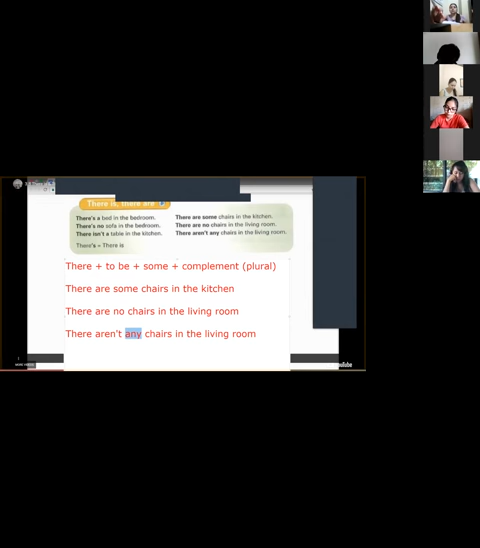 There is, there are
There's a bed in the bedroom.
There's no sofa in the bedroom.
There isn't a table in the kitchen.
There's = There is
There are some chairs in the kitchen.
There are no chairs in the living room.
There aren't any chairs in the living room.
There + to be + some + complement (plural)
There are some chairs in the kitchen
There are no chairs in the living room
There aren't any chairs in the living room